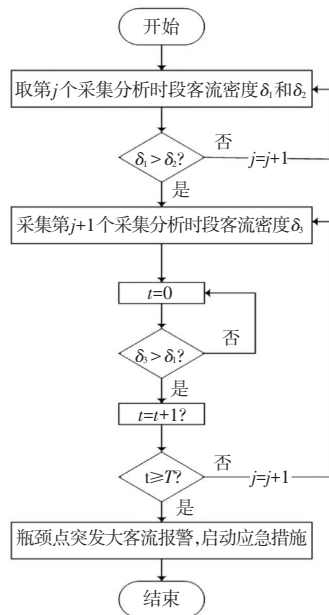 开始
取第j个采集分析时段客流密度δ₁和δ₂
δ₁>δ₂?
否
j=j+1
是
采集第j+1个采集分析时段客流密度δ₃
t=0
δ₃>δ₁?
否
是
t=t+1?
t≥T?
否
j=j+1
是
瓶颈点突发大客流报警,启动应急措施
结束